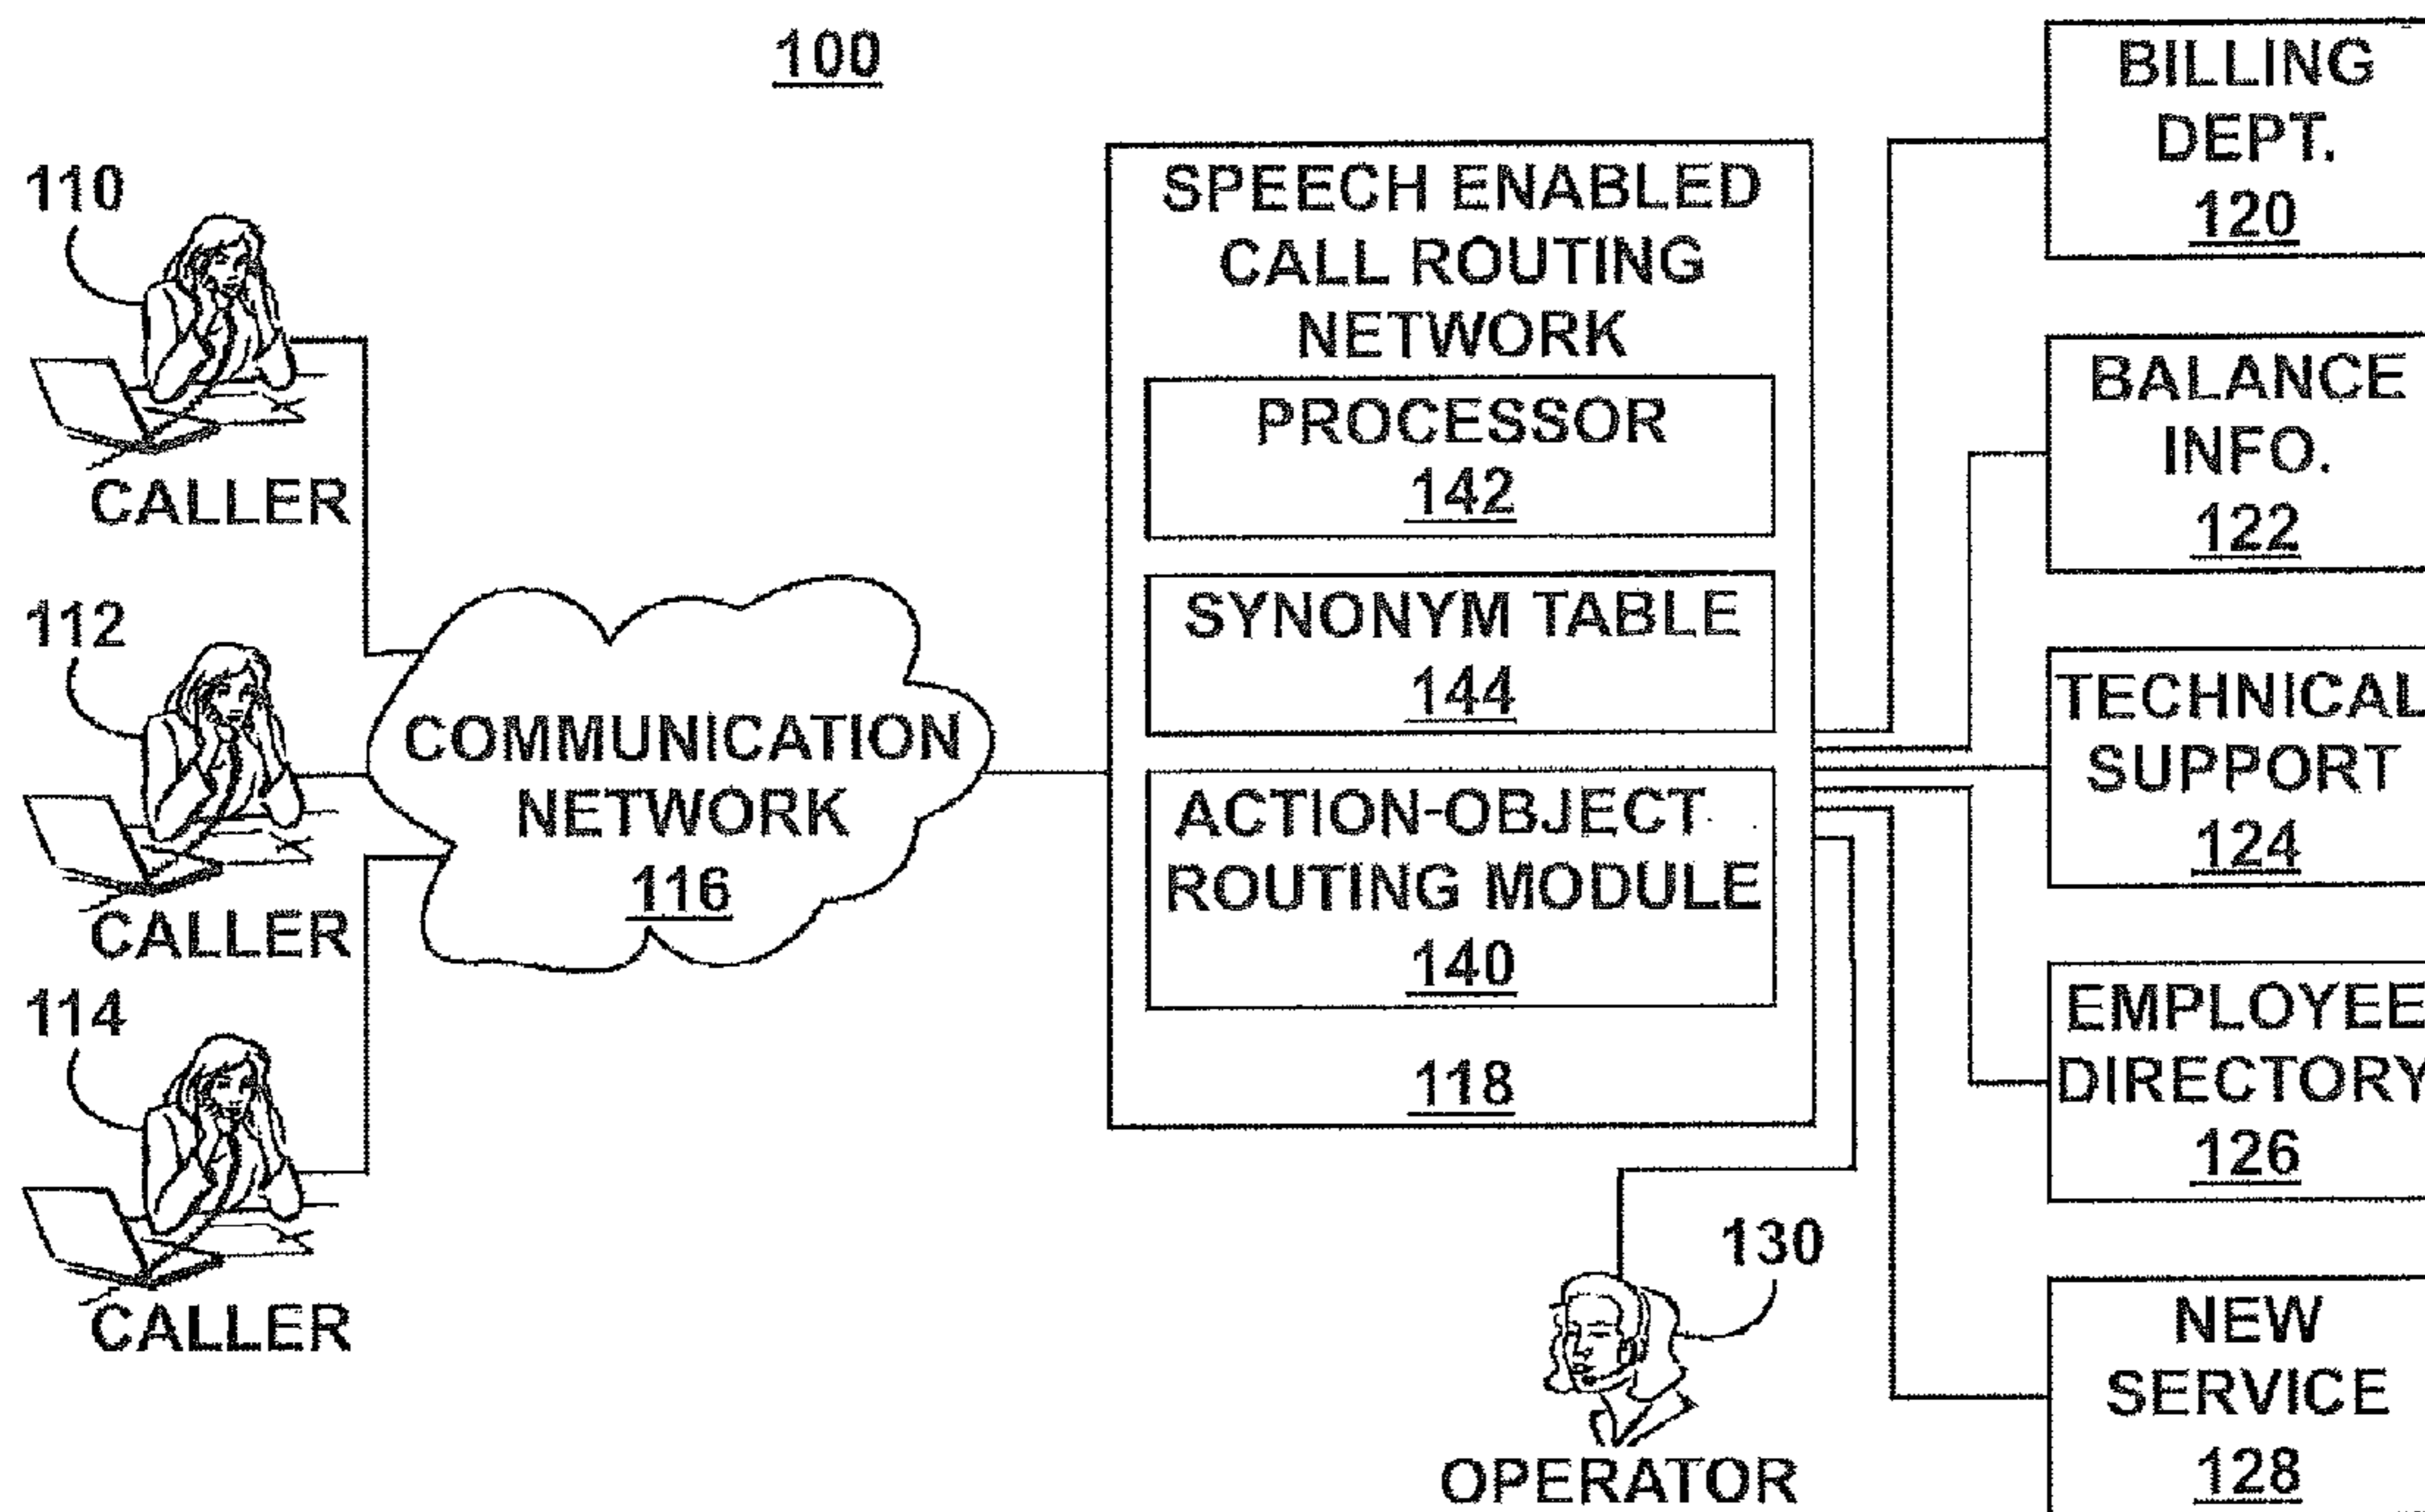 100
110
CALLER
112
CALLER
114
CALLER
COMMUNICATION
NETWORK
116
SPEECH ENABLED
CALL ROUTING
NETWORK
PROCESSOR
142
SYNONYM TABLE
144
ACTION-OBJECT
ROUTING MODULE
140
118
130
OPERATOR
BILLING
DEPT.
120
BALANCE
INFO.
122
TECHNICAL
SUPPORT
124
EMPLOYEE
DIRECTORY
126
NEW
SERVICE
128